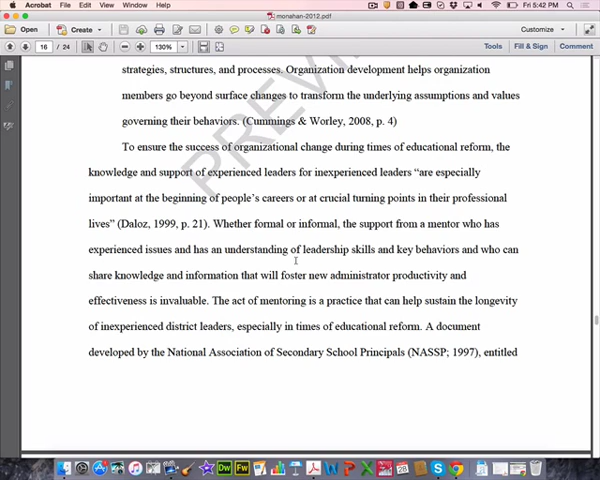 Acrobat File Edit View Window Help Fri 5:42 PM
monahan-2012.pdf
Open Create Customize
16 / 24 130% Tools Fill & Sign Comment
PREVI
strategies, structures, and processes. Organization development helps organization
members go beyond surface changes to transform the underlying assumptions and values
governing their behaviors. (Cummings & Worley, 2008, p. 4)
To ensure the success of organizational change during times of educational reform, the
knowledge and support of experienced leaders for inexperienced leaders “are especially
important at the beginning of people’s careers or at crucial turning points in their professional
lives” (Daloz, 1999, p. 21). Whether formal or informal, the support from a mentor who has
experienced issues and has an understanding of leadership skills and key behaviors and who can
share knowledge and information that will foster new administrator productivity and
effectiveness is invaluable. The act of mentoring is a practice that can help sustain the longevity
of inexperienced district leaders, especially in times of educational reform. A document
developed by the National Association of Secondary School Principals (NASSP; 1997), entitled
Dw Fw W P X 28 S